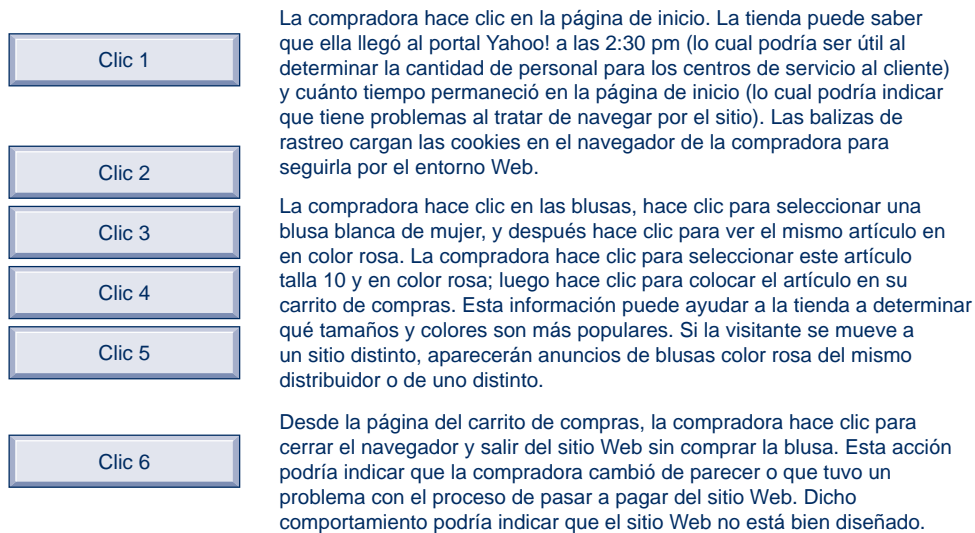 Clic 1
La compradora hace clic en la página de inicio. La tienda puede saber
que ella llegó al portal Yahoo! a las 2:30 pm (lo cual podría ser útil al
determinar la cantidad de personal para los centros de servicio al cliente)
y cuánto tiempo permaneció en la página de inicio (lo cual podría indicar
que tiene problemas al tratar de navegar por el sitio). Las balizas de
rastreo cargan las cookies en el navegador de la compradora para
seguirla por el entorno Web.
Clic 2
Clic 3
Clic 4
Clic 5
La compradora hace clic en las blusas, hace clic para seleccionar una
blusa blanca de mujer, y después hace clic para ver el mismo artículo en
en color rosa. La compradora hace clic para seleccionar este artículo
talla 10 y en color rosa; luego hace clic para colocar el artículo en su
carrito de compras. Esta información puede ayudar a la tienda a determinar
qué tamaños y colores son más populares. Si la visitante se mueve a
un sitio distinto, aparecerán anuncios de blusas color rosa del mismo
distribuidor o de uno distinto.
Clic 6
Desde la página del carrito de compras, la compradora hace clic para
cerrar el navegador y salir del sitio Web sin comprar la blusa. Esta acción
podría indicar que la compradora cambió de parecer o que tuvo un
problema con el proceso de pasar a pagar del sitio Web. Dicho
comportamiento podría indicar que el sitio Web no está bien diseñado.